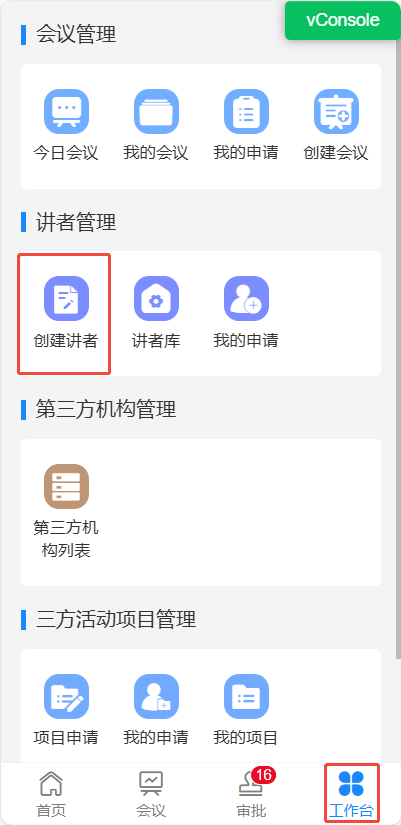 vConsole
会议管理
今日会议
我的会议
我的申请
创建会议
讲者管理
创建讲者
讲者库
我的申请
第三方机构管理
第三方机
构列表
三方活动项目管理
项目申请
我的申请
我的项目
16
首页
会议
审批
工作台